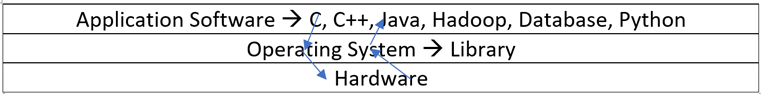 Application Software → C, C++, Java, Hadoop, Database, Python
Operating System → Library
Hardware